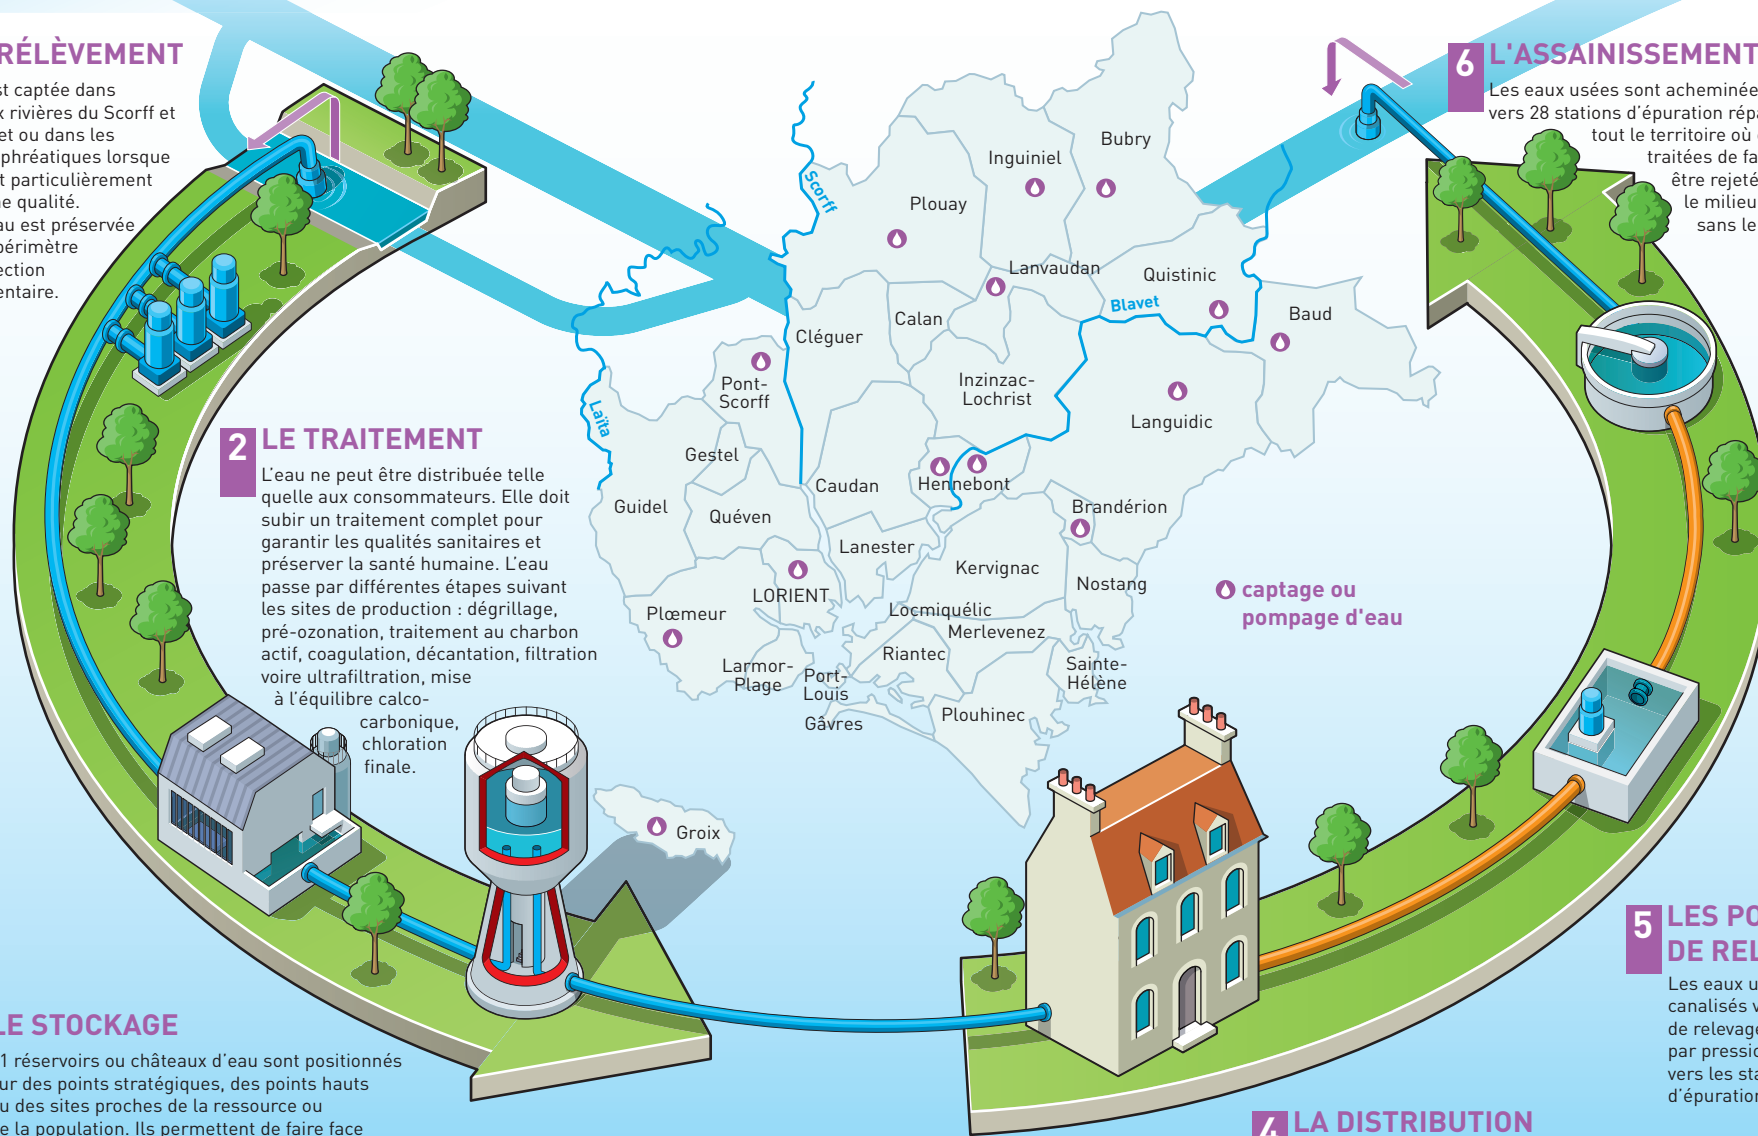 RÉLÈVEMENT
st captée dans
x rivières du Scorff et
et ou dans les
phréatiques lorsque
t particulièrement
ne qualité.
au est préservée
périmètre
ection
entaire.
2 LE TRAITEMENT
L'eau ne peut être distribuée telle
quelle aux consommateurs. Elle doit
subir un traitement complet pour
garantir les qualités sanitaires et
préserver la santé humaine. L'eau
passe par différentes étapes suivant
les sites de production : dégrillage,
pré-ozonation, traitement au charbon
actif, coagulation, décantation, filtration
voire ultrafiltration, mise
à l'équilibre calco-
carbonique,
chloration
finale.
LE STOCKAGE
1 réservoirs ou châteaux d'eau sont positionnés
ur des points stratégiques, des points hauts
u des sites proches de la ressource ou
e la population. Ils permettent de faire face
Scorff
Laïta
Blavet
Bubry
Inguiniel
Plouay
Lanvaudan
Quistinic
Baud
Calan
Cléguer
Pont-
Scorff
Inzinzac-
Lochrist
Languidic
Gestel
Caudan
Hennebont
Guidel
Quéven
Brandérion
Lanester
Kervignac
Nostang
LORIENT
Locmiquélic
Plœmeur
Merlevenez
Riantec
Larmor-
Plage
Port-
Louis
Sainte-
Hélène
Gâvres
Plouhinec
Groix
captage ou
pompage d'eau
4 LA DISTRIBUTION
5 LES PO
DE REL
Les eaux u
canalisés v
de relevage
par pressio
vers les sta
d'épuration
6 L'ASSAINISSEMENT
Les eaux usées sont acheminée
vers 28 stations d'épuration répa
tout le territoire où
traitées de fa
être rejeté
le milieu
sans le